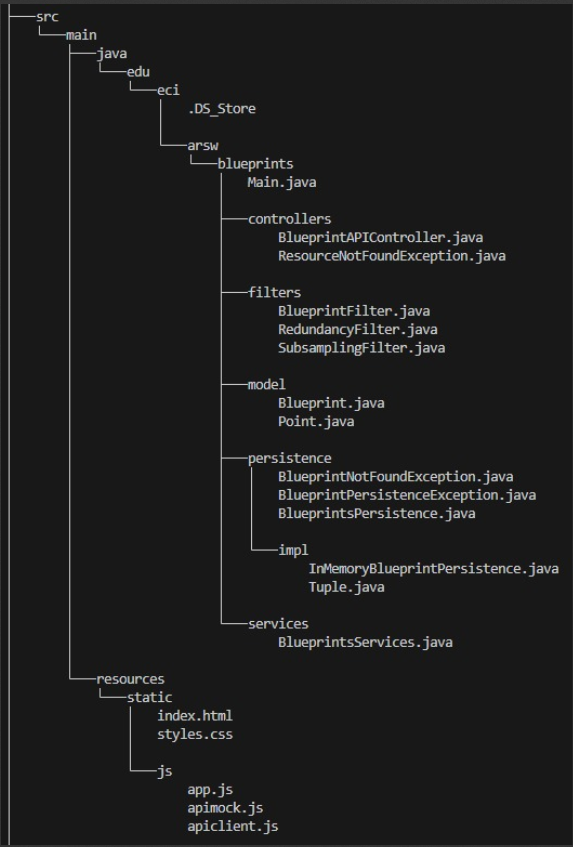 src
main
java
edu
eci
.DS_Store
arsw
blueprints
Main.java
controllers
BlueprintAPIController.java
ResourceNotFoundException.java
filters
BlueprintFilter.java
RedundancyFilter.java
SubsamplingFilter.java
model
Blueprint.java
Point.java
persistence
BlueprintNotFoundException.java
BlueprintPersistenceException.java
BlueprintsPersistence.java
impl
InMemoryBlueprintPersistence.java
Tuple.java
services
BlueprintsServices.java
resources
static
index.html
styles.css
js
app.js
apimock.js
apiclient.js